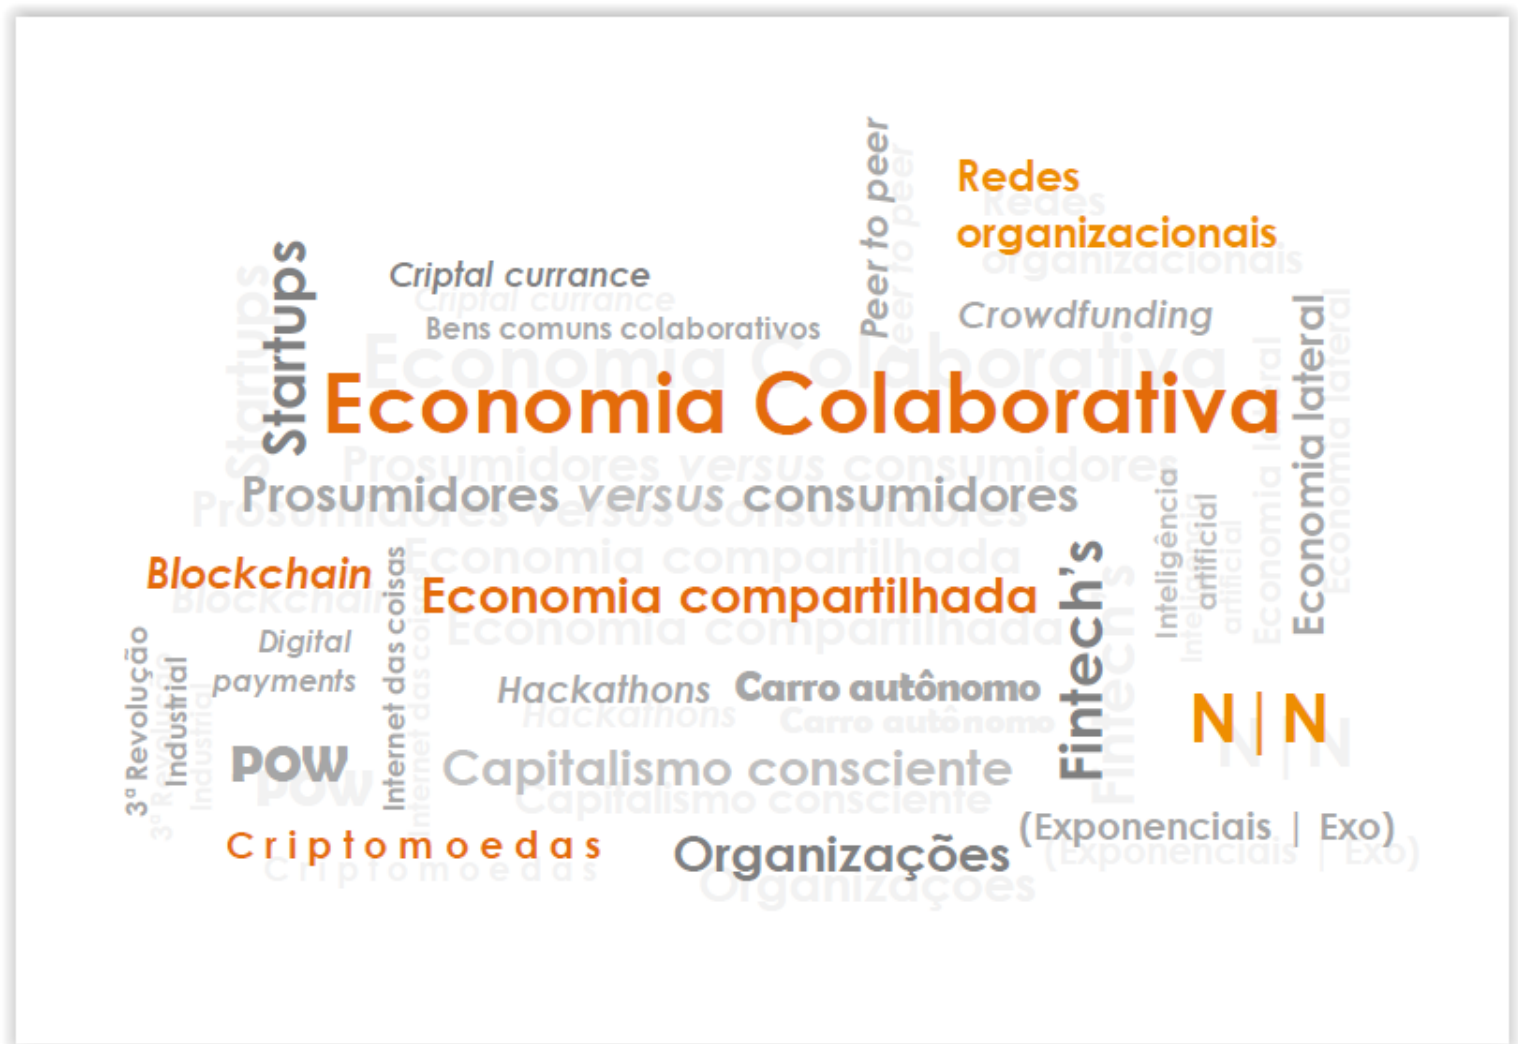 Peer to peer
Redes
organizacionais
Startups
Criptal currance
Bens comuns colaborativos
Crowdfunding
Economia lateral
Economia Colaborativa
Prosumidores versus consumidores
Inteligência
artificial
Blockchain
Internet das coisas
Economia compartilhada
Fintech's
3ª Revolução
Industrial
Digital
payments
Hackathons
Carro autônomo
N | N
POW
Capitalismo consciente
Criptomoedas
Organizações
(Exponenciais | Exo)